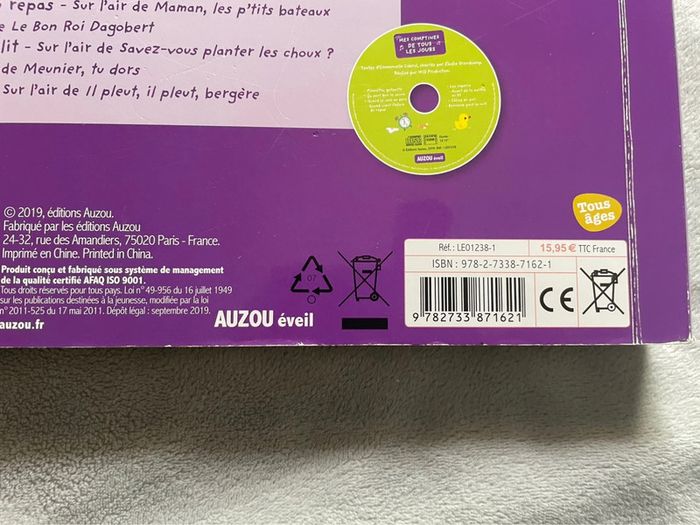 repas - Sur l'air de Maman, les p'tits bateaux
e Le Bon Roi Dagobert
lit - Sur l'air de Savez-vous planter les choux ?
de Meunier, tu dors
Sur l'air de Il pleut, il pleut, bergère
MES COMPTINES
DE TOUS
LES JOURS
AUZOU éveil
Tous
âges
© 2019, éditions Auzou.
Fabriqué par les éditions Auzou
24-32, rue des Amandiers, 75020 Paris - France.
Imprimé en Chine. Printed in China.
Produit conçu et fabriqué sous système de management
de la qualité certifié AFAQ ISO 9001.
Tous droits réservés pour tous pays. Loi n° 49-956 du 16 juillet 1949
sur les publications destinées à la jeunesse, modifiée par la loi
n° 2011-525 du 17 mai 2011. Dépôt légal : septembre 2019.
auzou.fr
AUZOU éveil
07
Réf.: LE01238-1
15,95 € TTC France
ISBN : 978-2-7338-7162-1
9 782733 871621
CE